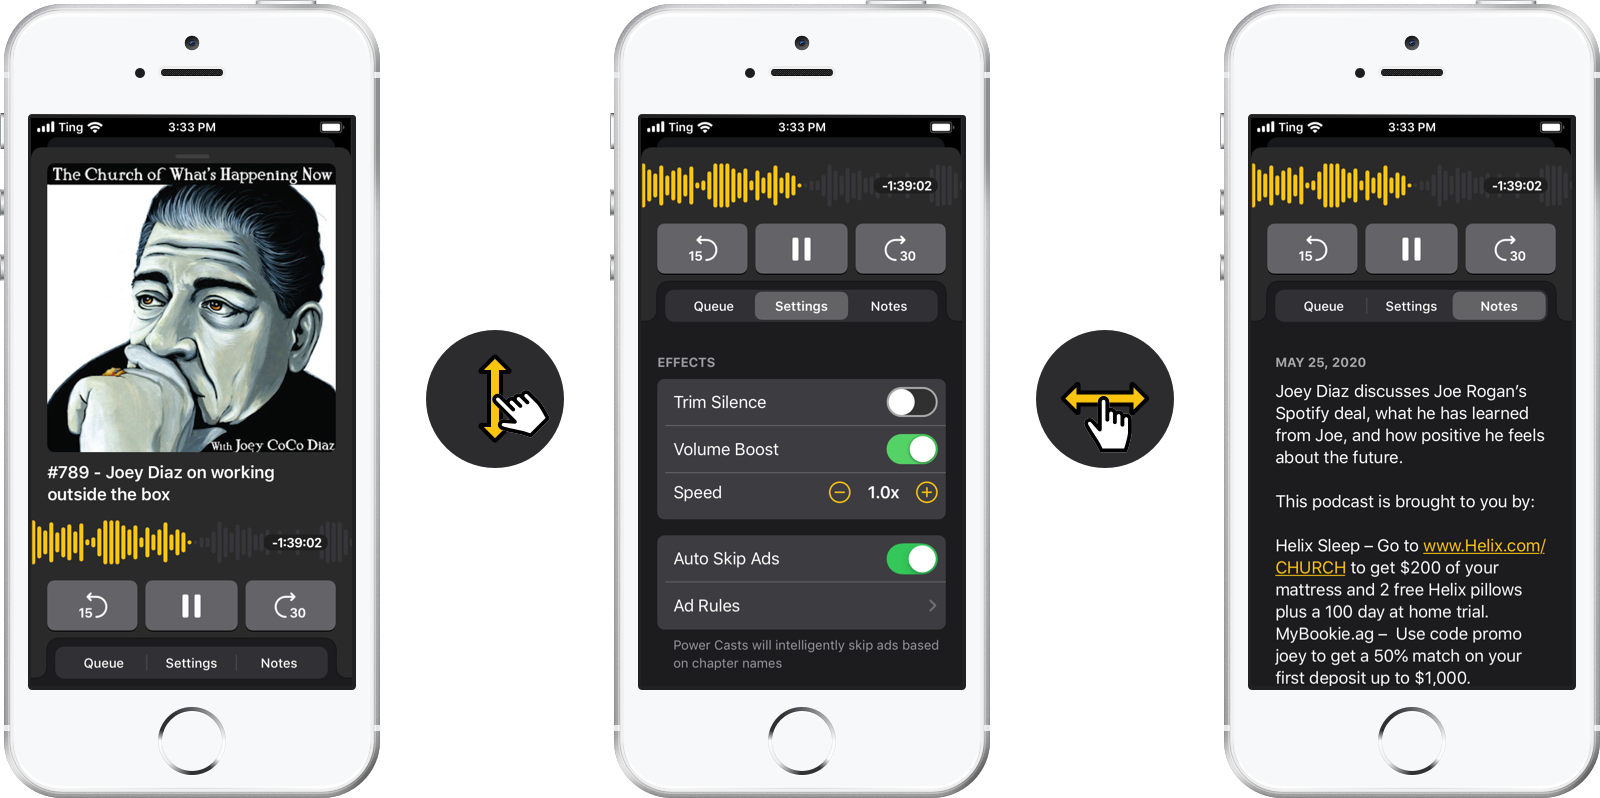 Ting
3:33 PM
The Church of What's Happening Now
With Joey CoCo Diaz
#789 - Joey Diaz on working
outside the box
-1:39:02
15
30
Queue
Settings
Notes
Ting
3:33 PM
-1:39:02
15
30
Queue
Settings
Notes
EFFECTS
Trim Silence
Volume Boost
Speed
1.0x
Auto Skip Ads
Ad Rules
Power Casts will intelligently skip ads based
on chapter names
Ting
3:33 PM
-1:39:02
15
30
Queue
Settings
Notes
MAY 25, 2020
Joey Diaz discusses Joe Rogan's
Spotify deal, what he has learned
from Joe, and how positive he feels
about the future.
This podcast is brought to you by:
Helix Sleep – Go to www.Helix.com/
CHURCH to get $200 of your
mattress and 2 free Helix pillows
plus a 100 day at home trial.
MyBookie.ag – Use code promo
joey to get a 50% match on your
first deposit up to $1,000.